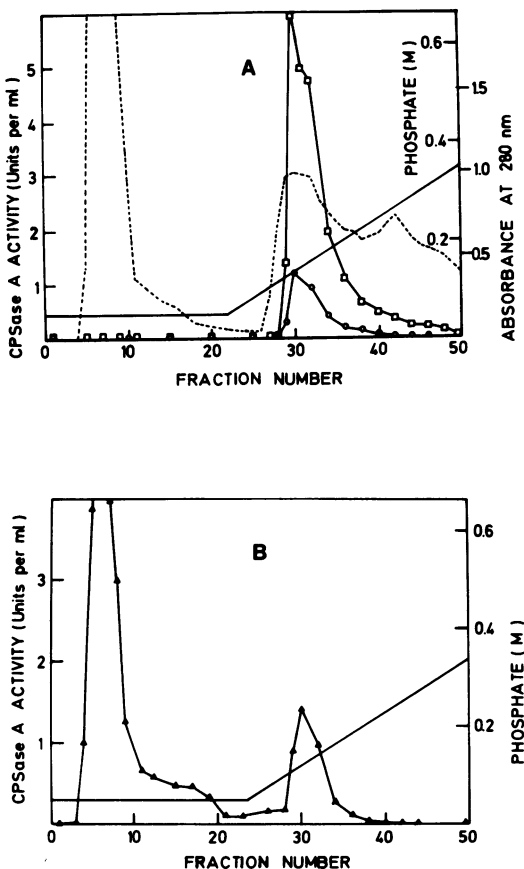 A
CPSase A ACTIVITY (Units per ml)
5
4
3
2
1
PHOSPHATE (M)
0.6
0.4
0.2
ABSORBANCE AT 280 nm
1.5
1.0
0.5
0 10 20 30 40 50
FRACTION NUMBER
B
CPSase A ACTIVITY (Units per ml)
3
2
1
PHOSPHATE (M)
0.6
0.4
0.2
0 10 20 30 40 50
FRACTION NUMBER